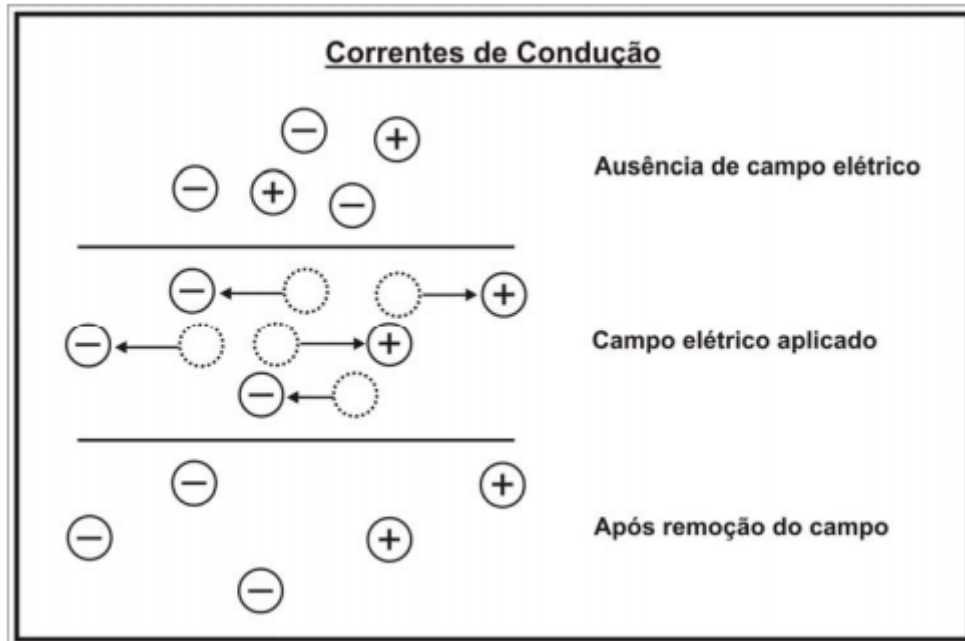 Correntes de Condução
− +
− + −
Ausência de campo elétrico
− +
− +
−
Campo elétrico aplicado
− +
− +
−
Após remoção do campo